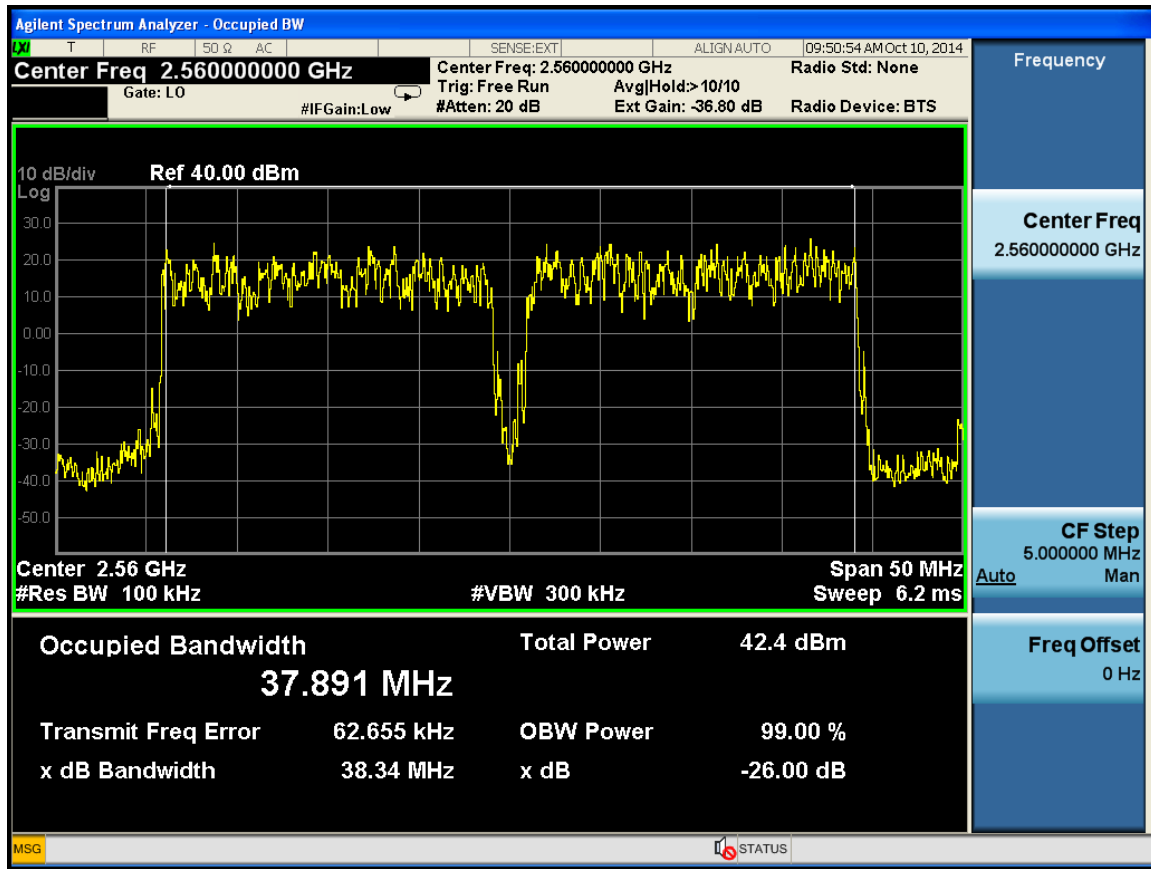 Agilent Spectrum Analyzer - Occupied BW
LXI T RF 50 Ω AC SENSE:EXT ALIGN AUTO 09:50:54 AM Oct 10, 2014
Center Freq 2.560000000 GHz
Gate: LO
#IFGain:Low
Center Freq: 2.560000000 GHz
Trig: Free Run Avg|Hold:> 10/10
#Atten: 20 dB Ext Gain: -36.80 dB
Radio Std: None
Radio Device: BTS
10 dB/div Ref 40.00 dBm
Log
30.0
20.0
10.0
0.00
-10.0
-20.0
-30.0
-40.0
-50.0
Center 2.56 GHz Span 50 MHz
#Res BW 100 kHz #VBW 300 kHz Sweep 6.2 ms
Occupied Bandwidth Total Power 42.4 dBm
37.891 MHz
Transmit Freq Error 62.655 kHz OBW Power 99.00 %
x dB Bandwidth 38.34 MHz x dB -26.00 dB
Frequency
Center Freq
2.560000000 GHz
CF Step
5.000000 MHz
Auto Man
Freq Offset
0 Hz
MSG STATUS